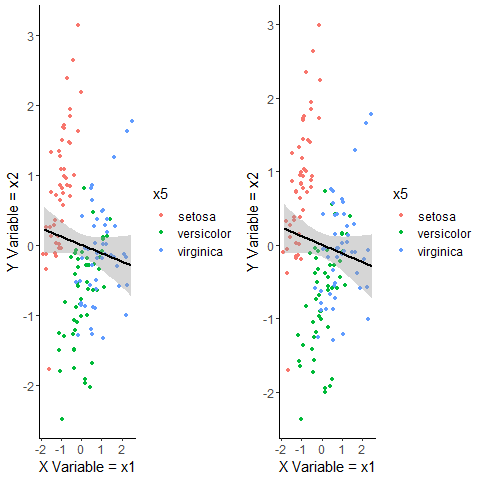 3
2
1
0
-1
-2
Y Variable = x2
-2 -1 0 1 2
X Variable = x1
x5
setosa
versicolor
virginica
3
2
1
0
-1
-2
Y Variable = x2
-2 -1 0 1 2
X Variable = x1
x5
setosa
versicolor
virginica